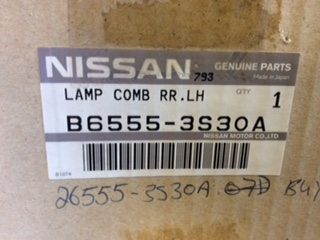 NISSAN
GENUINE PARTS
793
Made in Japan
LAMP COMB RR.LH
QTY
1
B6555-3S30A
NISSAN MOTOR CO.,LTD.
26555-3S30A